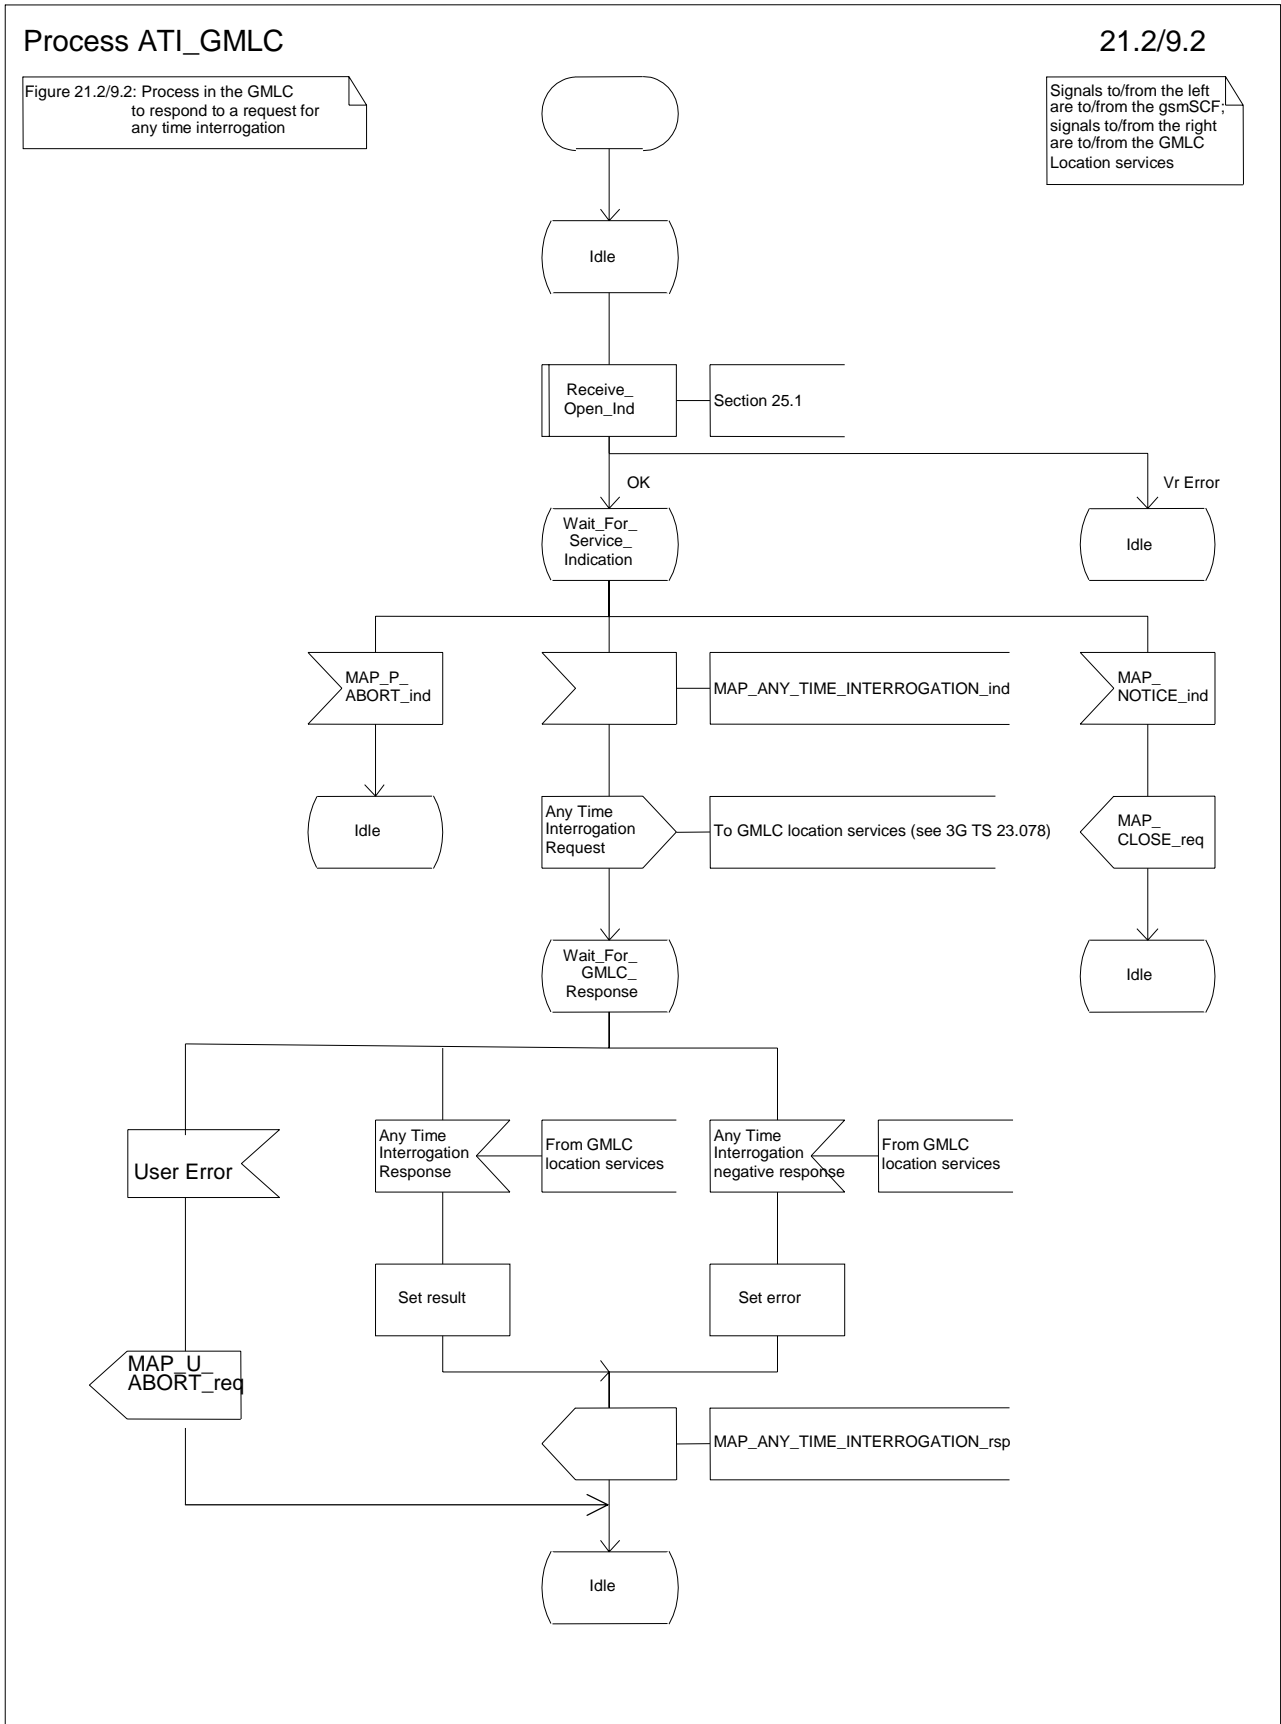 Process ATI_GMLC
21.2/9.2
Figure 21.2/9.2: Process in the GMLC
to respond to a request for
any time interrogation
Signals to/from the left
are to/from the gsmSCF;
signals to/from the right
are to/from the GMLC
Location services
Idle
Receive_
Open_Ind
Section 25.1
OK
Vr Error
Wait_For_
Service_
Indication
Idle
MAP_P_
ABORT_ind
MAP_ANY_TIME_INTERROGATION_ind
MAP_
NOTICE_ind
Idle
Any Time
Interrogation
Request
To GMLC location services (see 3G TS 23.078)
MAP_
CLOSE_req
Wait_For_
GMLC_
Response
Idle
User Error
Any Time
Interrogation
Response
From GMLC
location services
Any Time
Interrogation
negative response
From GMLC
location services
Set result
Set error
MAP_U_
ABORT_req
MAP_ANY_TIME_INTERROGATION_rsp
Idle